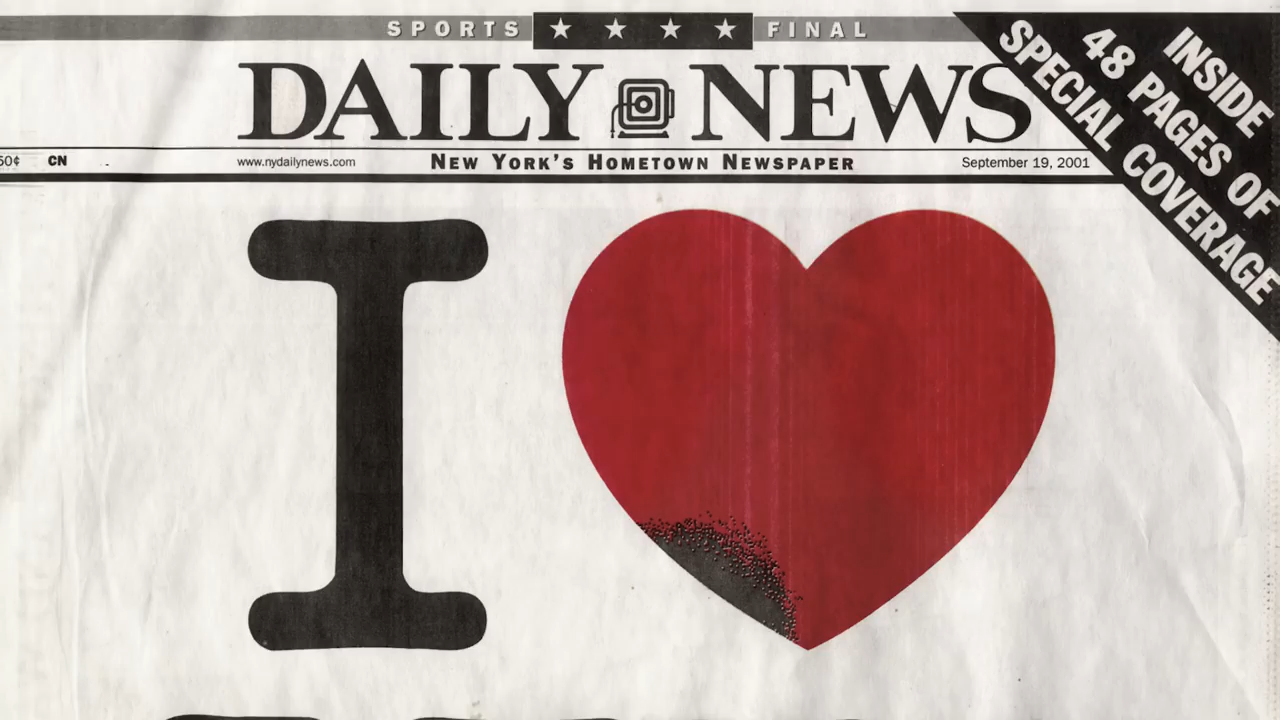 SPORTS ★ ★ ★ ★ FINAL
DAILY NEWS
50¢ CN www.nydailynews.com NEW YORK'S HOMETOWN NEWSPAPER September 19, 2001
INSIDE
48 PAGES OF
SPECIAL COVERAGE
I ♥